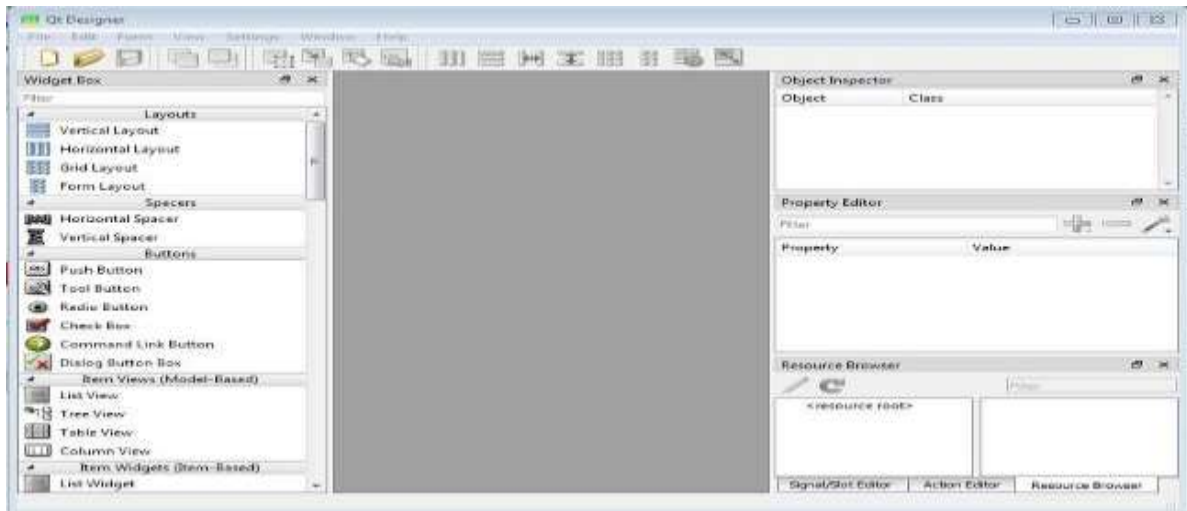 Qt Designer
File Edit Form View Settings Window Help
Widget Box
Filter
Layouts
Vertical Layout
Horizontal Layout
Grid Layout
Form Layout
Spacers
Horizontal Spacer
Vertical Spacer
Buttons
Push Button
Tool Button
Radio Button
Check Box
Command Link Button
Dialog Button Box
Item Views (Model-Based)
List View
Tree View
Table View
Column View
Item Widgets (Item-Based)
List Widget
Object Inspector
Object Class
Property Editor
Filter
Property Value
Resource Browser
Filter
<resource root>
Signal/Slot Editor Action Editor Resource Browser